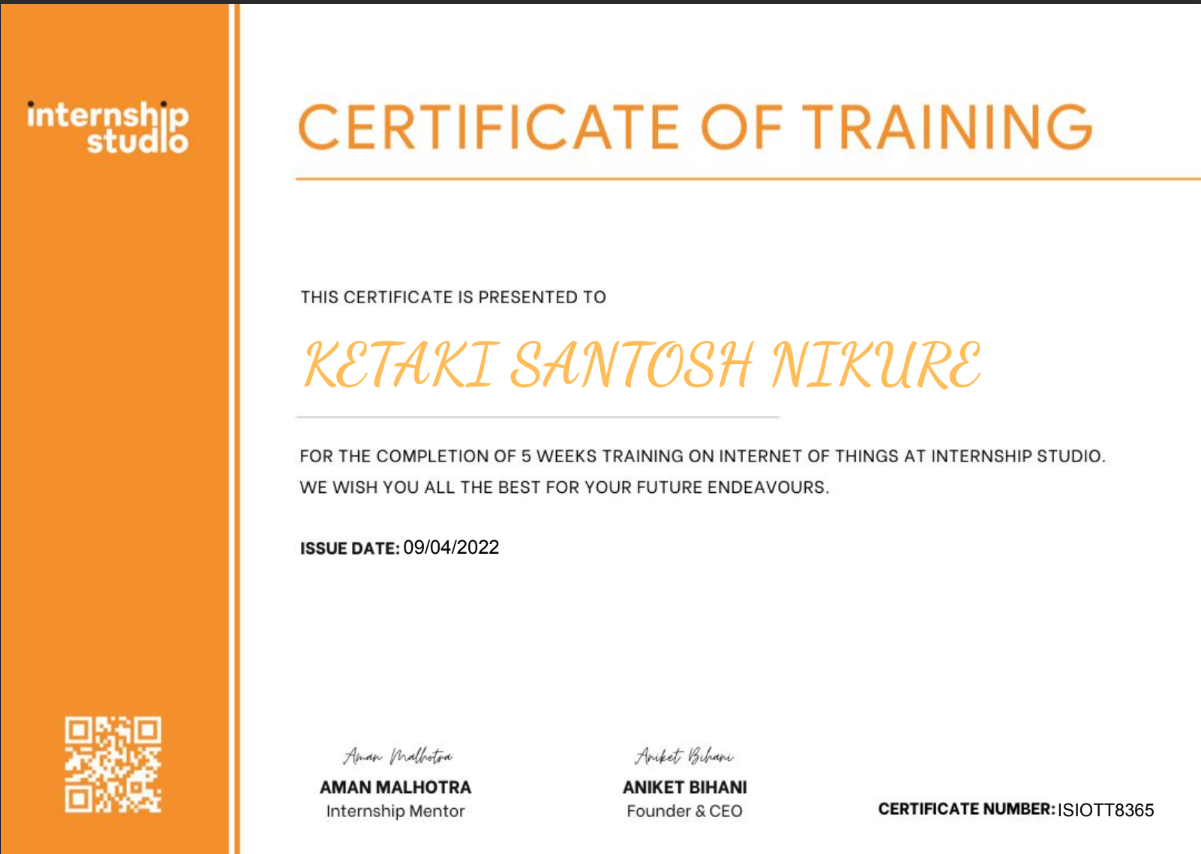 internship
studio
CERTIFICATE OF TRAINING
THIS CERTIFICATE IS PRESENTED TO
KETAKI SANTOSH NIKURE
FOR THE COMPLETION OF 5 WEEKS TRAINING ON INTERNET OF THINGS AT INTERNSHIP STUDIO.
WE WISH YOU ALL THE BEST FOR YOUR FUTURE ENDEAVOURS.
ISSUE DATE: 09/04/2022
Aman Malhotra
AMAN MALHOTRA
Internship Mentor
Aniket Bihani
ANIKET BIHANI
Founder & CEO
CERTIFICATE NUMBER: ISIOTT8365